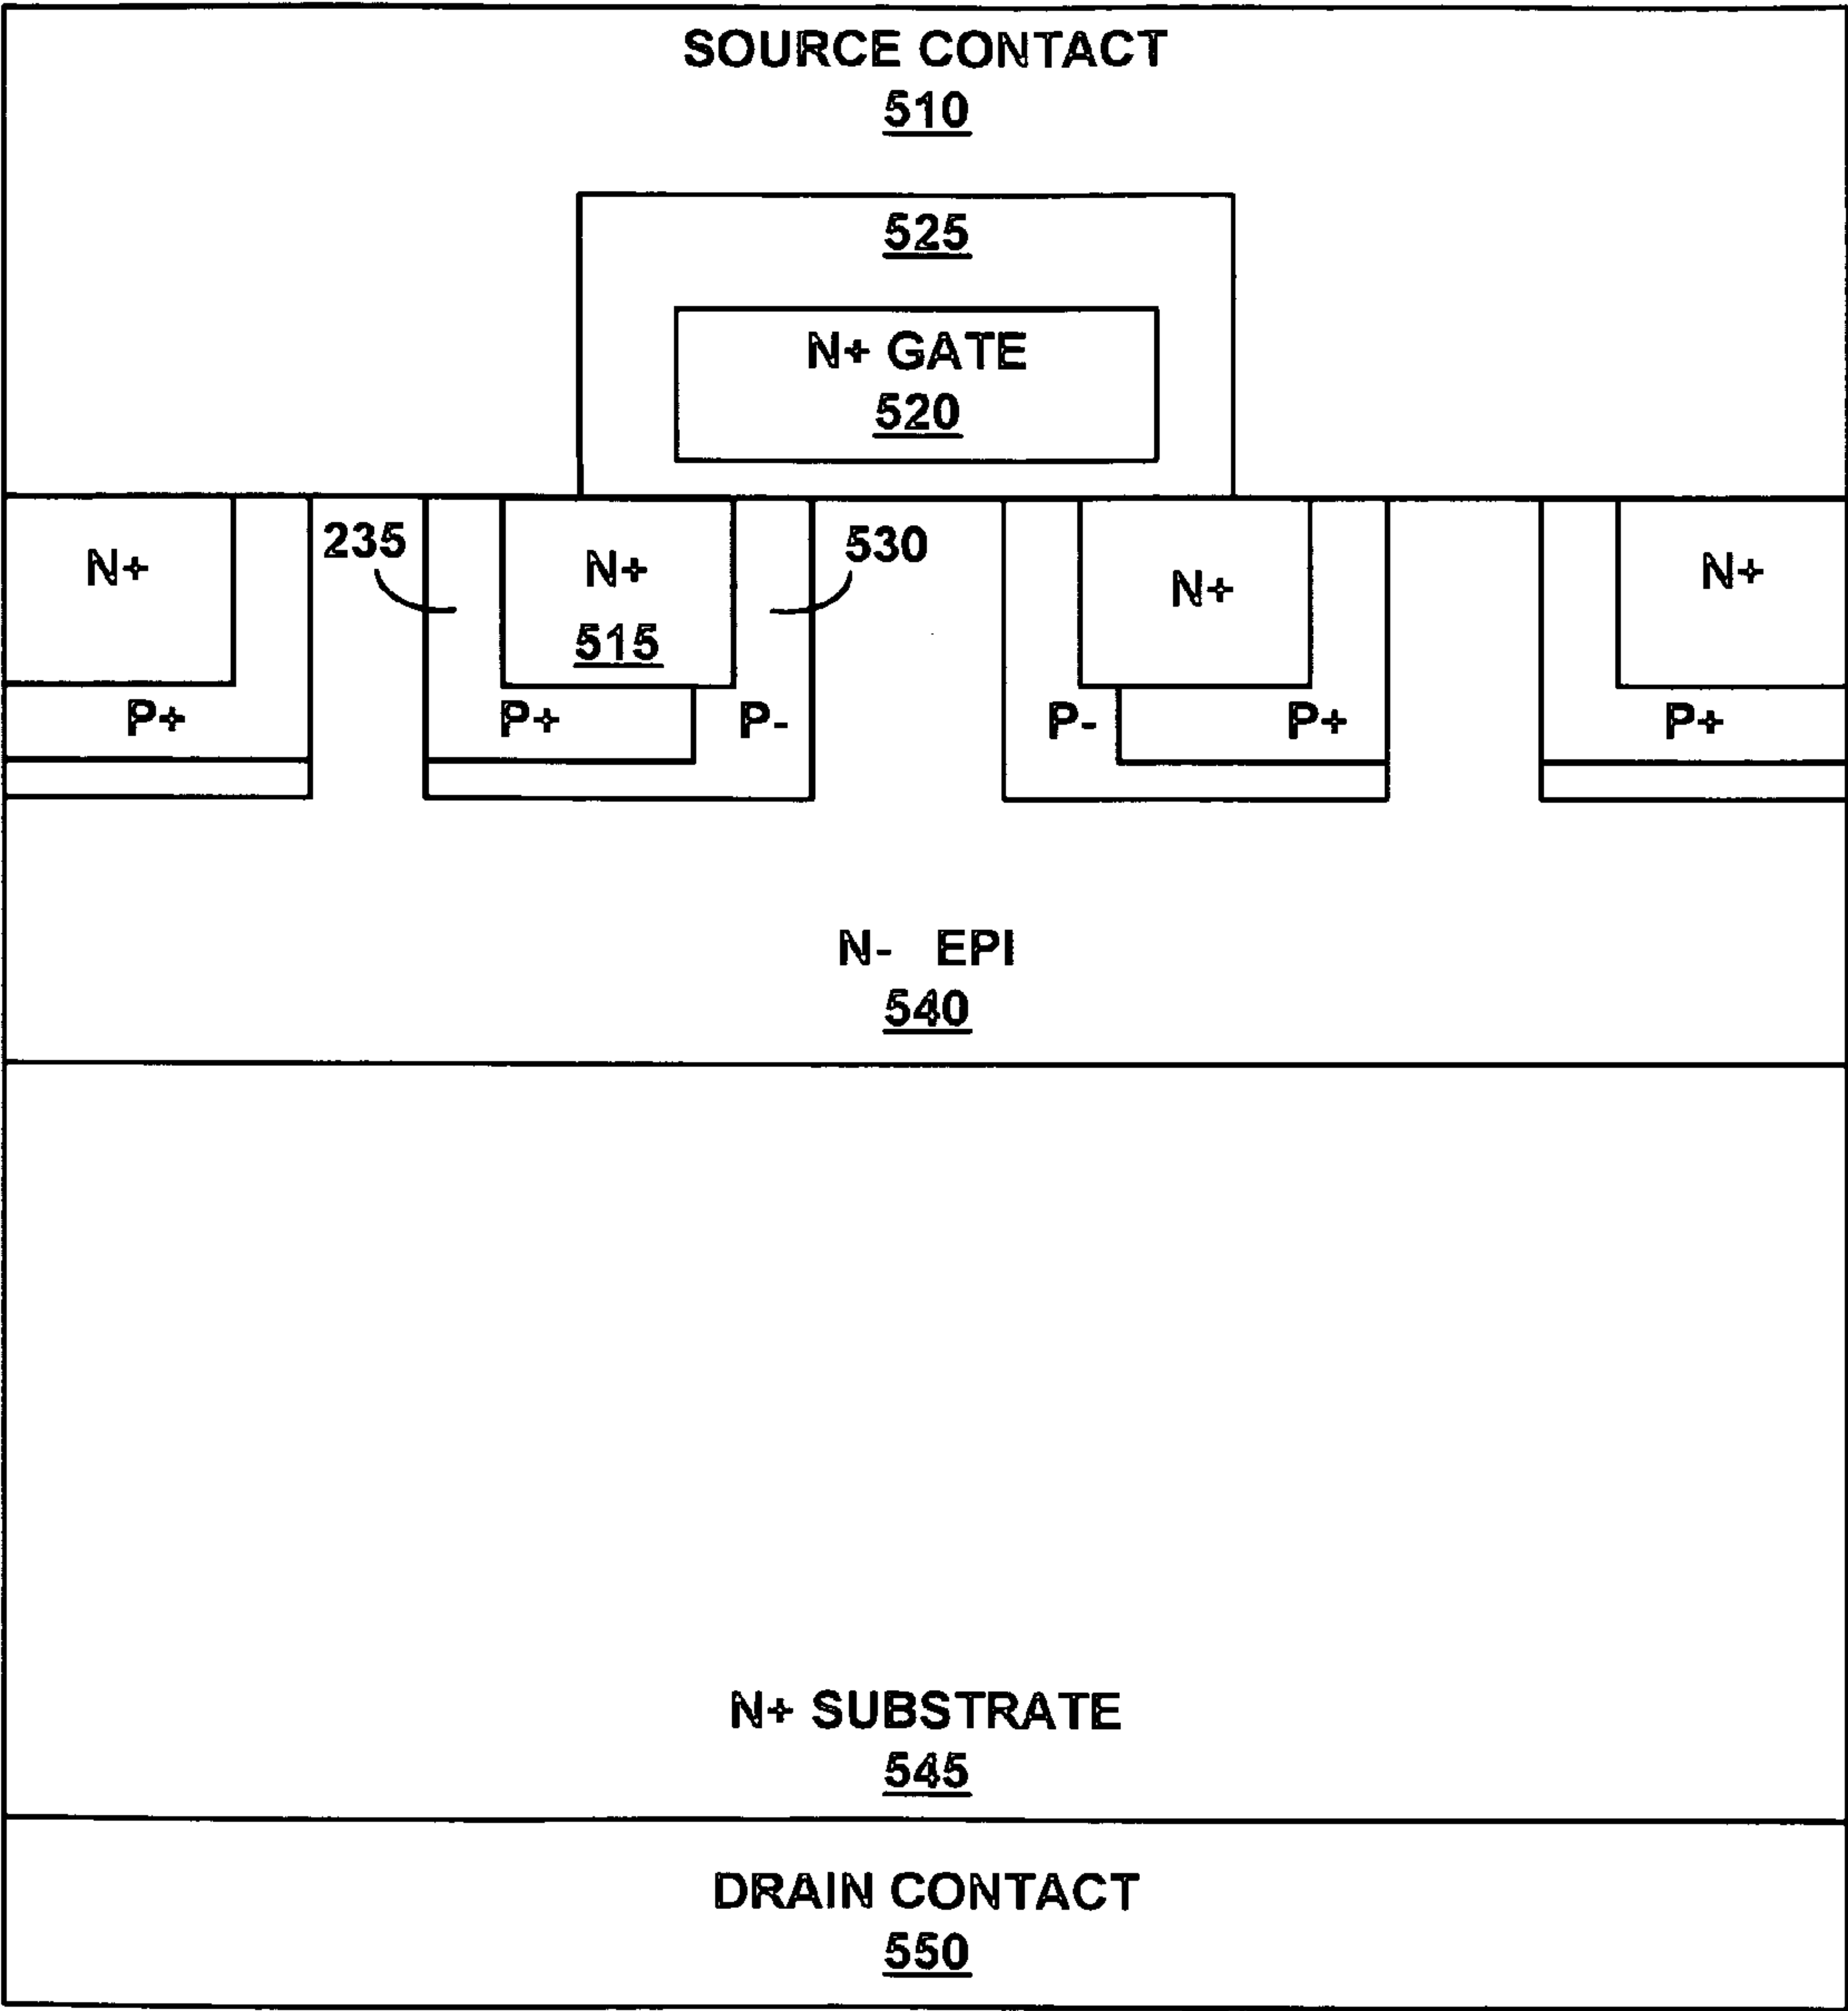 SOURCE CONTACT
510
525
N+ GATE
520
235
530
N+
N+
N+
N+
515
P+
P+
P-
P-
P+
P+
N- EPI
540
N+ SUBSTRATE
545
DRAIN CONTACT
550